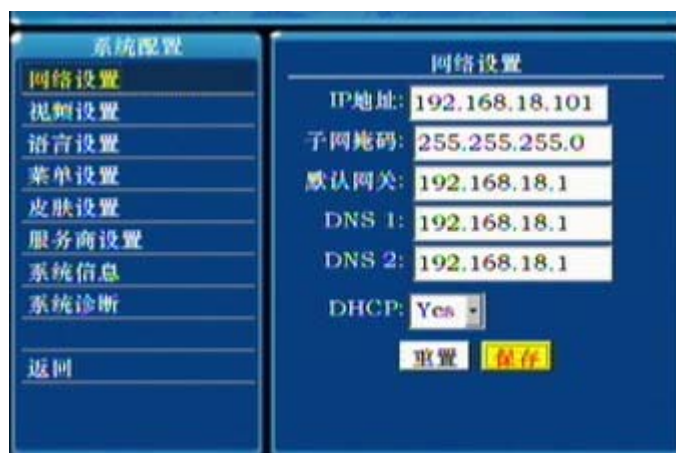 系统配置
网络设置
视频设置
语言设置
菜单设置
皮肤设置
服务商设置
系统信息
系统诊断
返回
网络设置
IP地址: 192.168.18.101
子网掩码: 255.255.255.0
默认网关: 192.168.18.1
DNS 1: 192.168.18.1
DNS 2: 192.168.18.1
DHCP: Yes
重置 保存